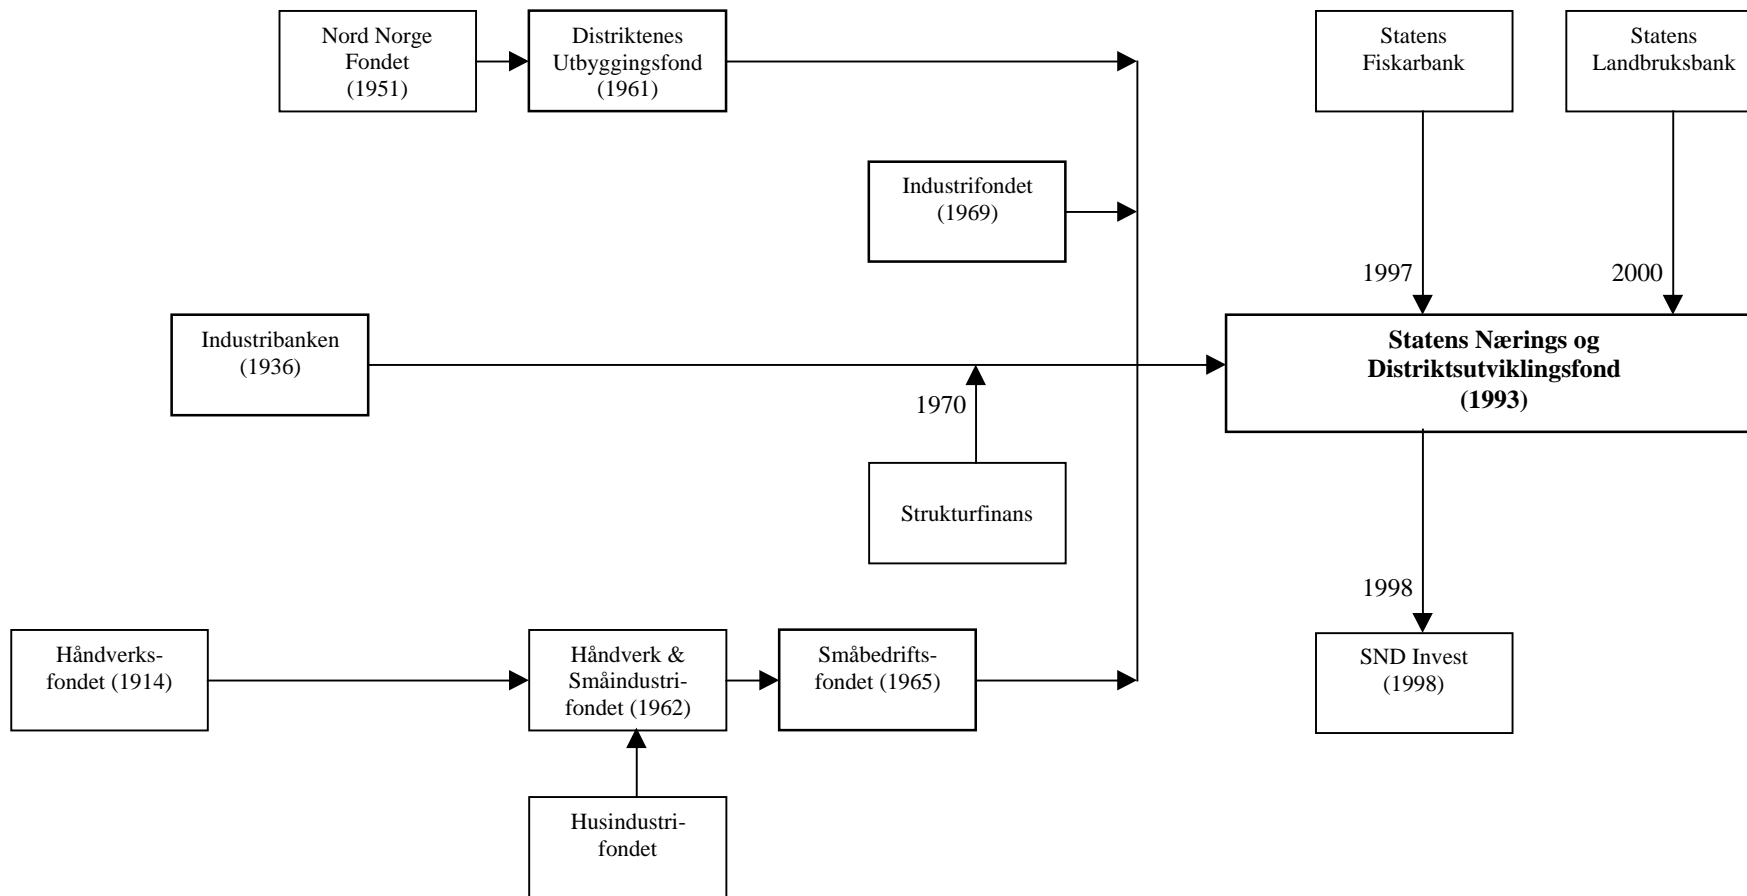 Nord Norge
Fondet
(1951)
Distriktenes
Utbyggingsfond
(1961)
Statens
Fiskarbank
Statens
Landbruksbank
Industrifondet
(1969)
1997
2000
Industribanken
(1936)
Statens Nærings og
Distriktsutviklingsfond
(1993)
1970
Strukturfinans
1998
Håndverks-
fondet (1914)
Håndverk &
Småindustri-
fondet (1962)
Småbedrifts-
fondet (1965)
SND Invest
(1998)
Husindustri-
fondet